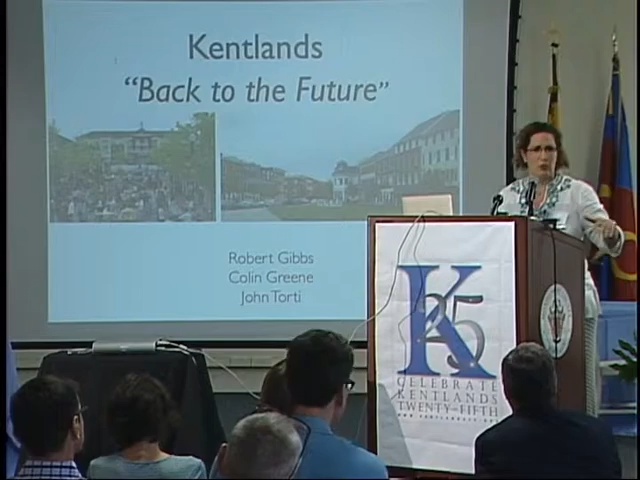 Kentlands
"Back to the Future"
Robert Gibbs
Colin Greene
John Torti
K25
CELEBRATE
KENTLANDS
TWENTY-FIFTH